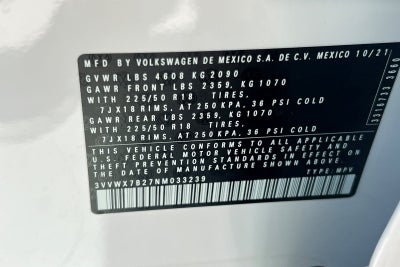 MFD BY VOLKSWAGEN DE MEXICO S.A. DE C.V. MEXICO 10/21
GVWR LBS 4608 KG 2090
GAWR FRONT LBS 2359, KG 1070
WITH 225/50 R18 TIRES.
7JX18 RIMS, AT 250 KPA, 36 PSI COLD
GAWR REAR LBS 2359, KG 1070
WITH 225/50 R18 TIRES.
7JX18 RIMS, AT 250 KPA, 36 PSI COLD
THIS VEHICLE CONFORMS TO ALL APPLICABLE
U.S. FEDERAL MOTOR VEHICLE SAFETY AND
THEFT PREVENTION STANDARDS IN EFFECT ON
THE DATE OF MANUFACTURE SHOWN ABOVE.
3VVWX7B27NM033239 TYPE: MPV